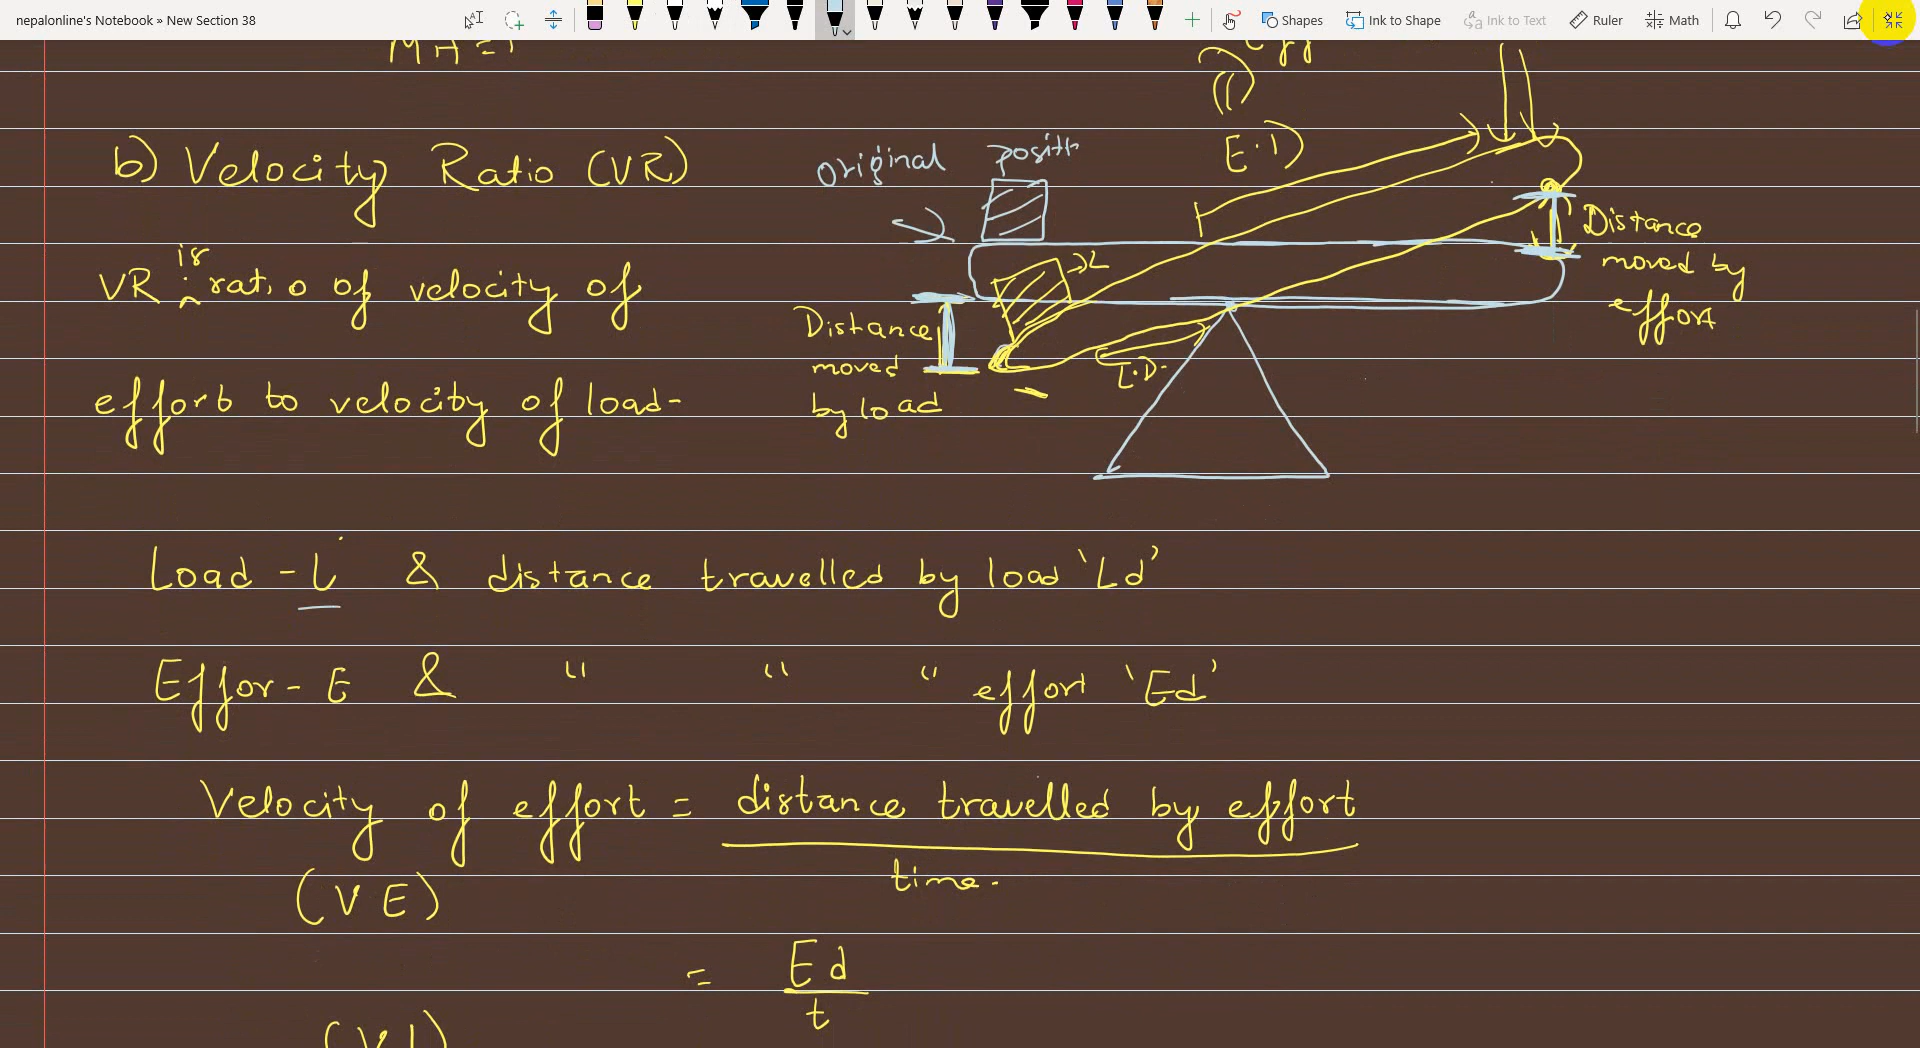 nepalonline's Notebook » New Section 38
Shapes Ink to Shape Ink to Text Ruler Math
b) Velocity Ratio (VR)
VR is ratio of velocity of
effort to velocity of load-
original positn
E.D
L
L.D.
Distance
moved
by load
Distance
moved by
effort
Load - L & distance travelled by load 'Ld'
Effor - E & " " " effort 'Ed'
Velocity of effort = distance travelled by effort
time.
(VE)
= Ed
t